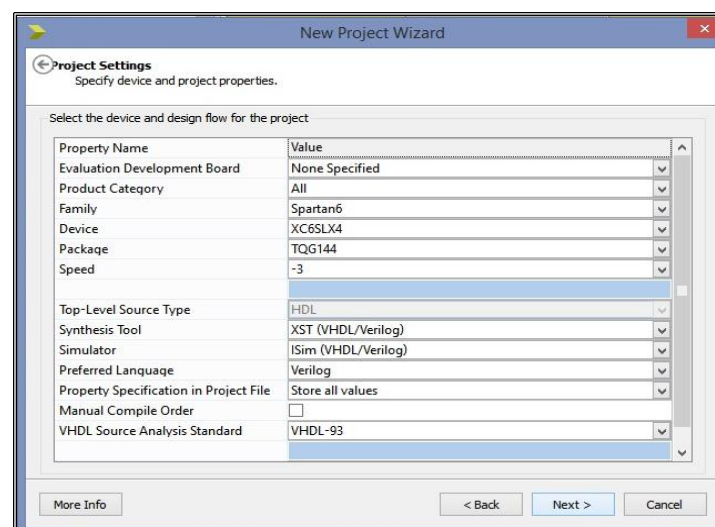 New Project Wizard
Project Settings
Specify device and project properties.
Select the device and design flow for the project
Property Name Value
Evaluation Development Board None Specified
Product Category All
Family Spartan6
Device XC6SLX4
Package TQG144
Speed -3
Top-Level Source Type HDL
Synthesis Tool XST (VHDL/Verilog)
Simulator ISim (VHDL/Verilog)
Preferred Language Verilog
Property Specification in Project File Store all values
Manual Compile Order
VHDL Source Analysis Standard VHDL-93
More Info < Back Next > Cancel